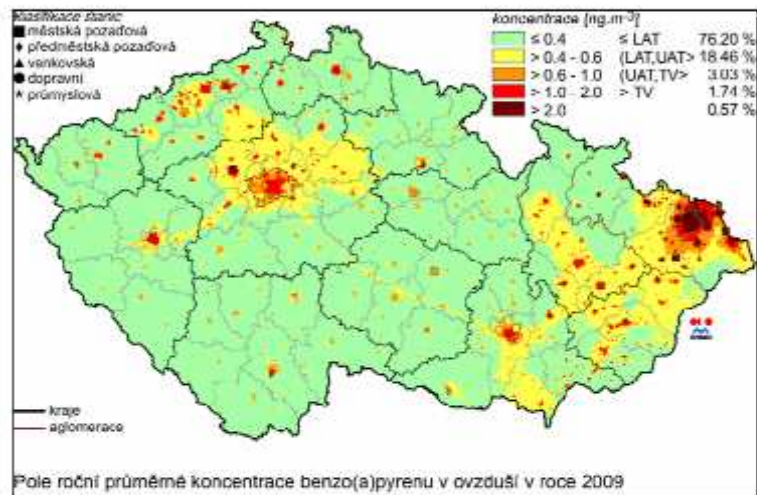 klasifikace stanic
městská pozaďová
předměstská pozaďová
venkovská
dopravní
průmyslová
koncentrace [ng.m-3]
≤ 0.4 ≤ LAT 76.20 %
> 0.4 - 0.6 (LAT,UAT> 18.46 %
> 0.6 - 1.0 (UAT,TV> 3.03 %
> 1.0 - 2.0 > TV 1.74 %
> 2.0 0.57 %
kraje
aglomerace
Pole roční průměrné koncentrace benzo(a)pyrenu v ovzduší v roce 2009